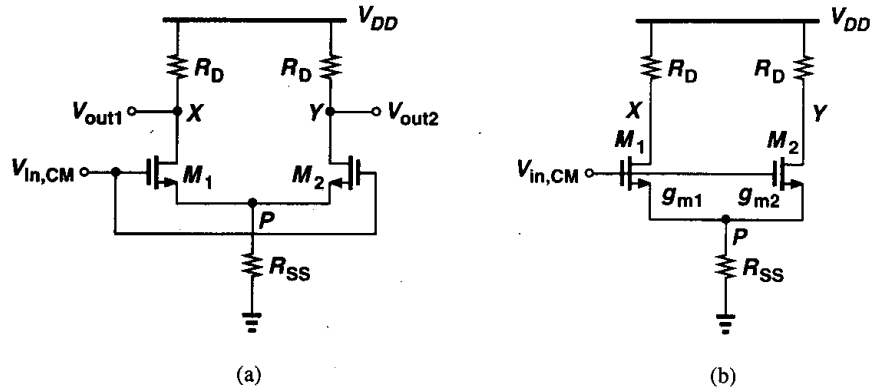 V_DD
R_D R_D
V_out1 X Y V_out2
V_In,CM M_1 M_2
P
R_SS
(a)
V_DD
R_D R_D
X Y
M_1 M_2
V_in,CM
g_m1 g_m2
P
R_SS
(b)